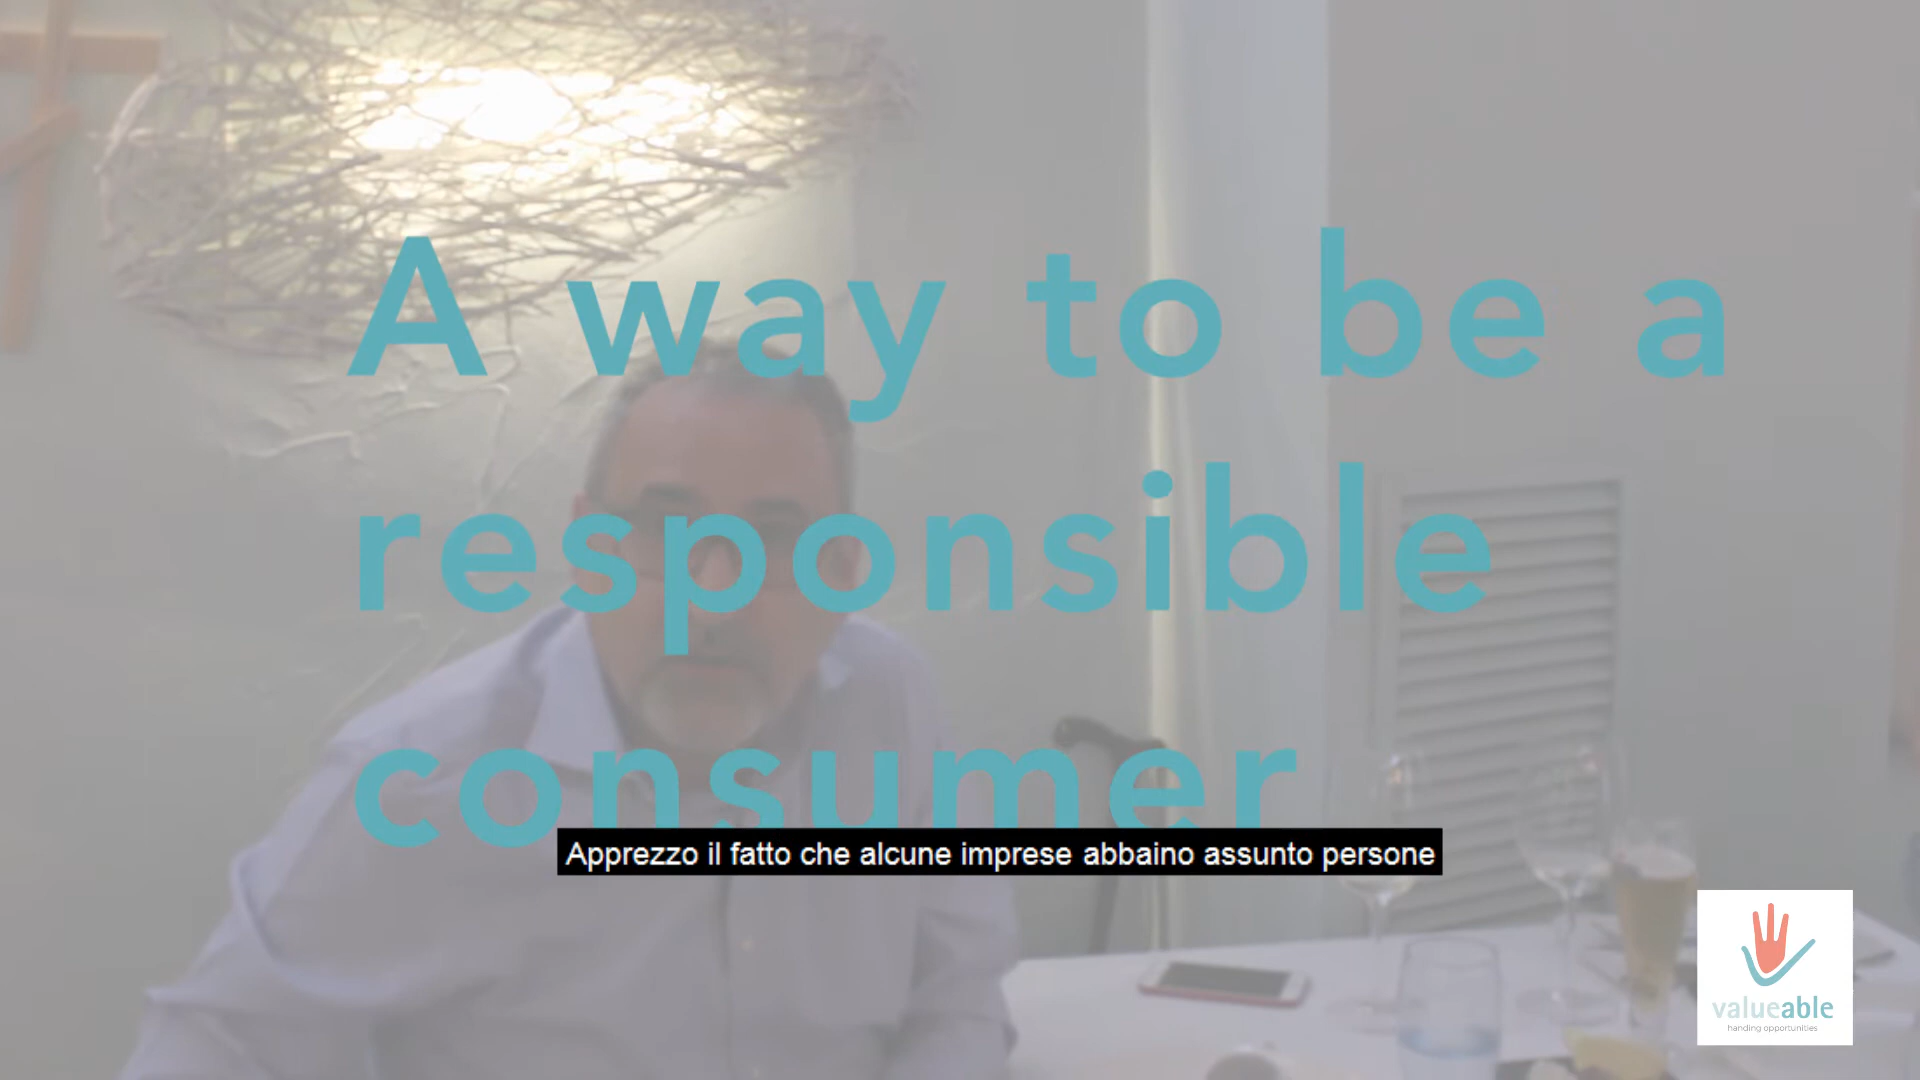 A way to be a
responsible
consumer
Apprezzo il fatto che alcune imprese abbaino assunto persone
valueable
handing opportunities